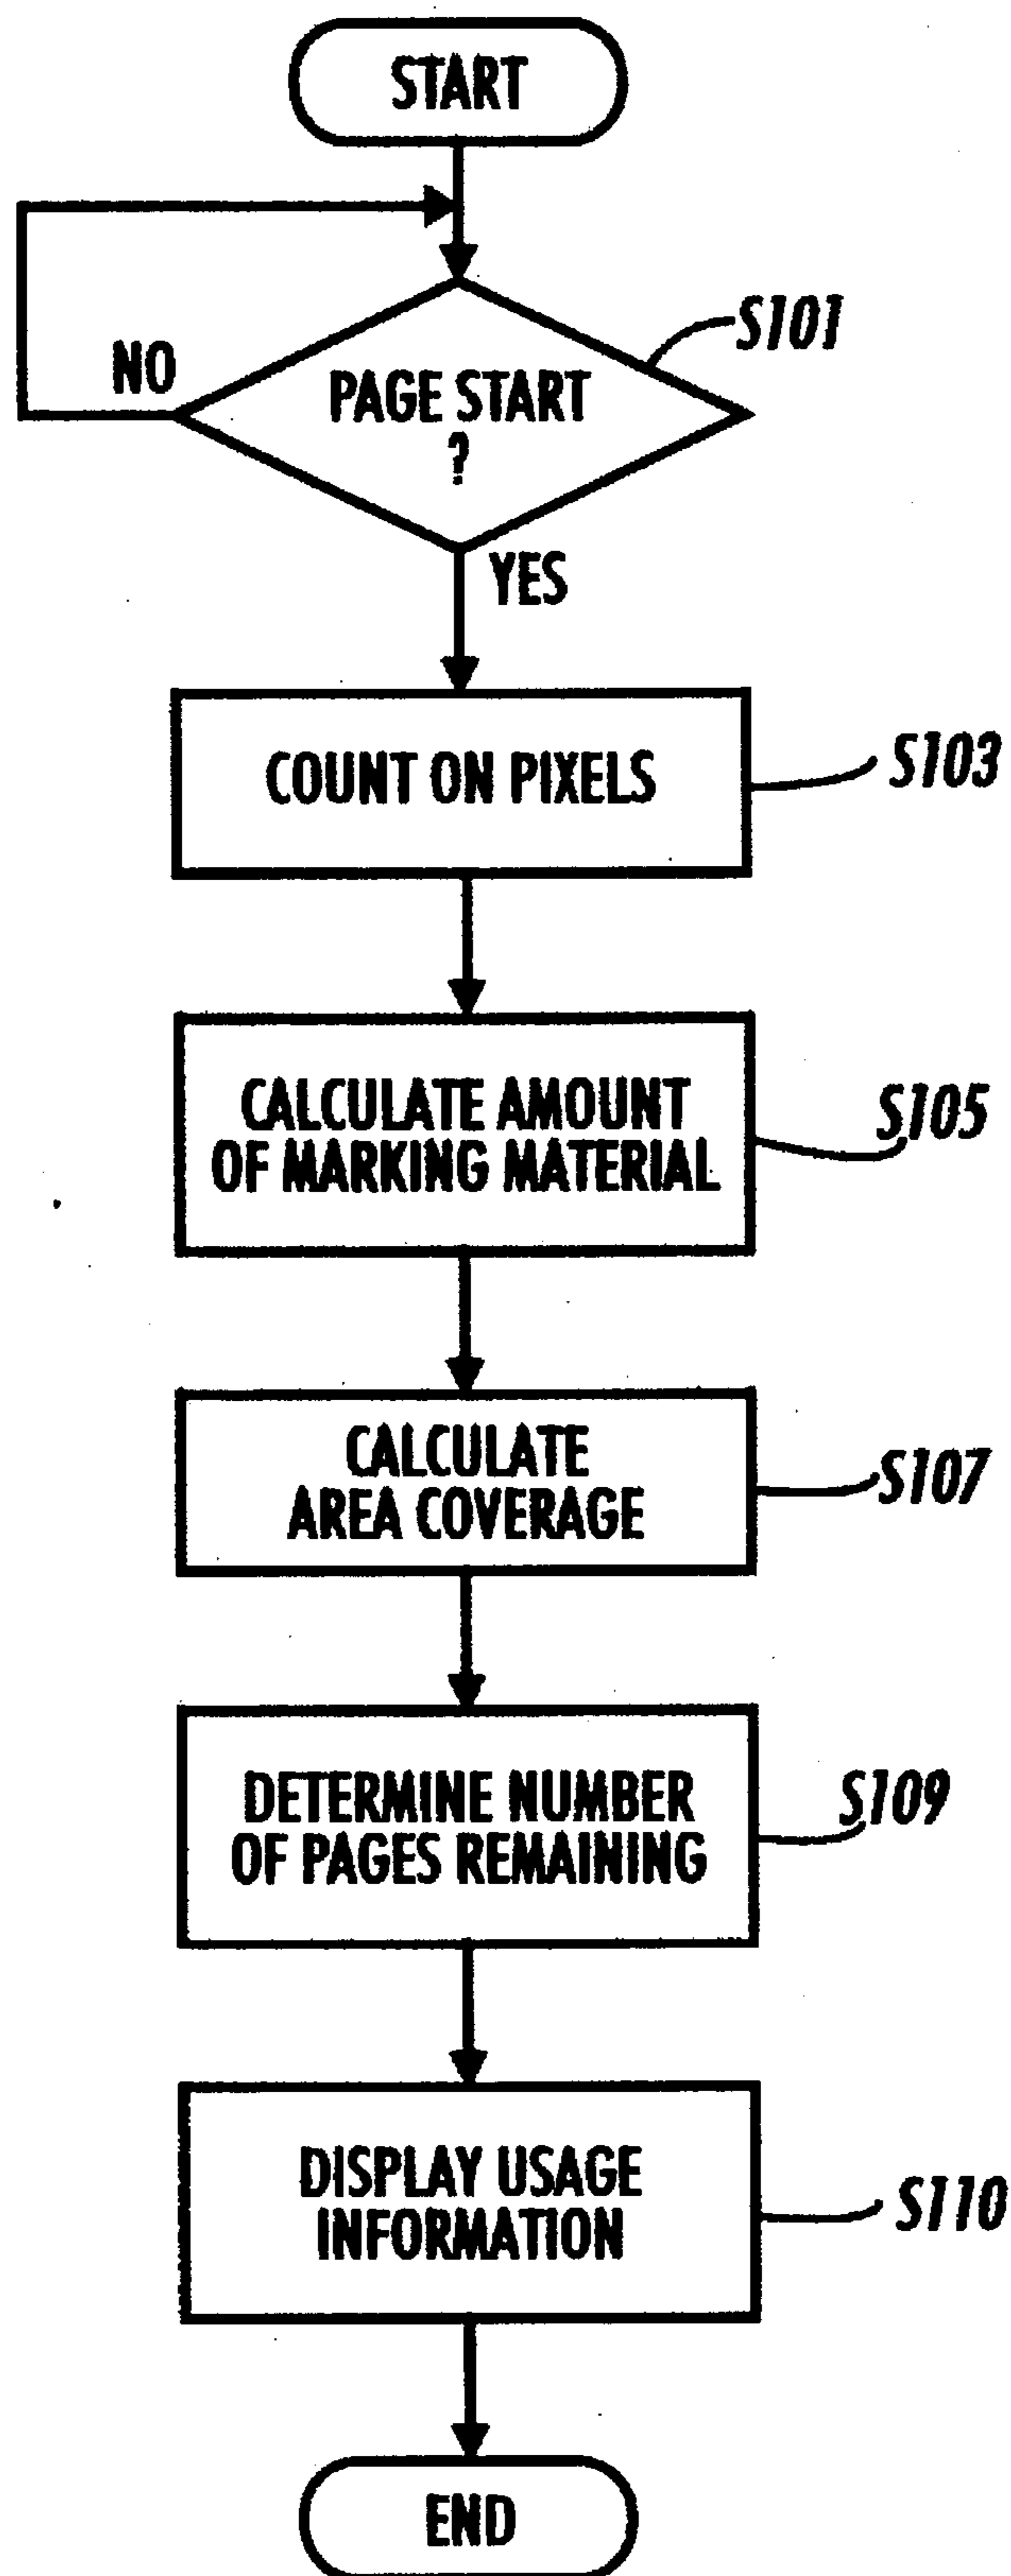 START
S101
NO
PAGE START
?
YES
COUNT ON PIXELS
S103
CALCULATE AMOUNT
OF MARKING MATERIAL
S105
CALCULATE
AREA COVERAGE
S107
DETERMINE NUMBER
OF PAGES REMAINING
S109
DISPLAY USAGE
INFORMATION
S110
END